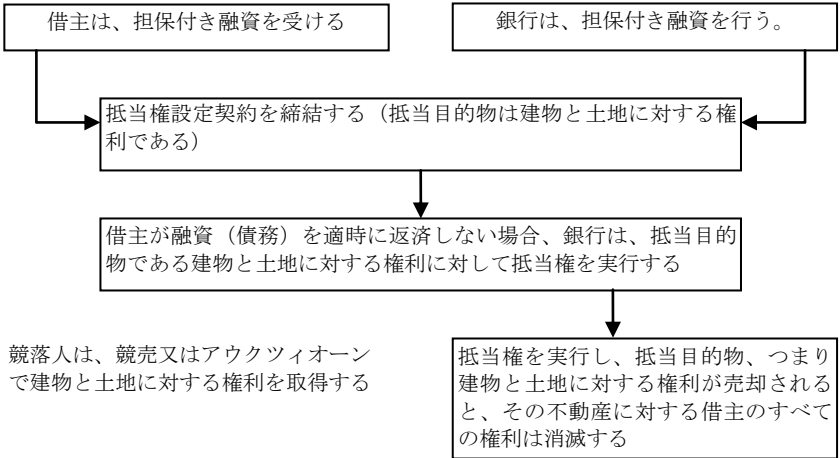 借主は、担保付き融資を受ける
銀行は、担保付き融資を行う。
抵当権設定契約を締結する（抵当目的物は建物と土地に対する権
利である）
借主が融資（債務）を適時に返済しない場合、銀行は、抵当目的
物である建物と土地に対する権利に対して抵当権を実行する
競落人は、競売又はアウクツィオーン
で建物と土地に対する権利を取得する
抵当権を実行し、抵当目的物、つまり
建物と土地に対する権利が売却される
と、その不動産に対する借主のすべて
の権利は消滅する